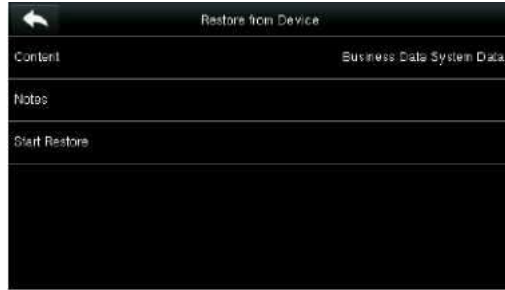 Restore from Device
Content Business Data System Data
Notes
Start Restore